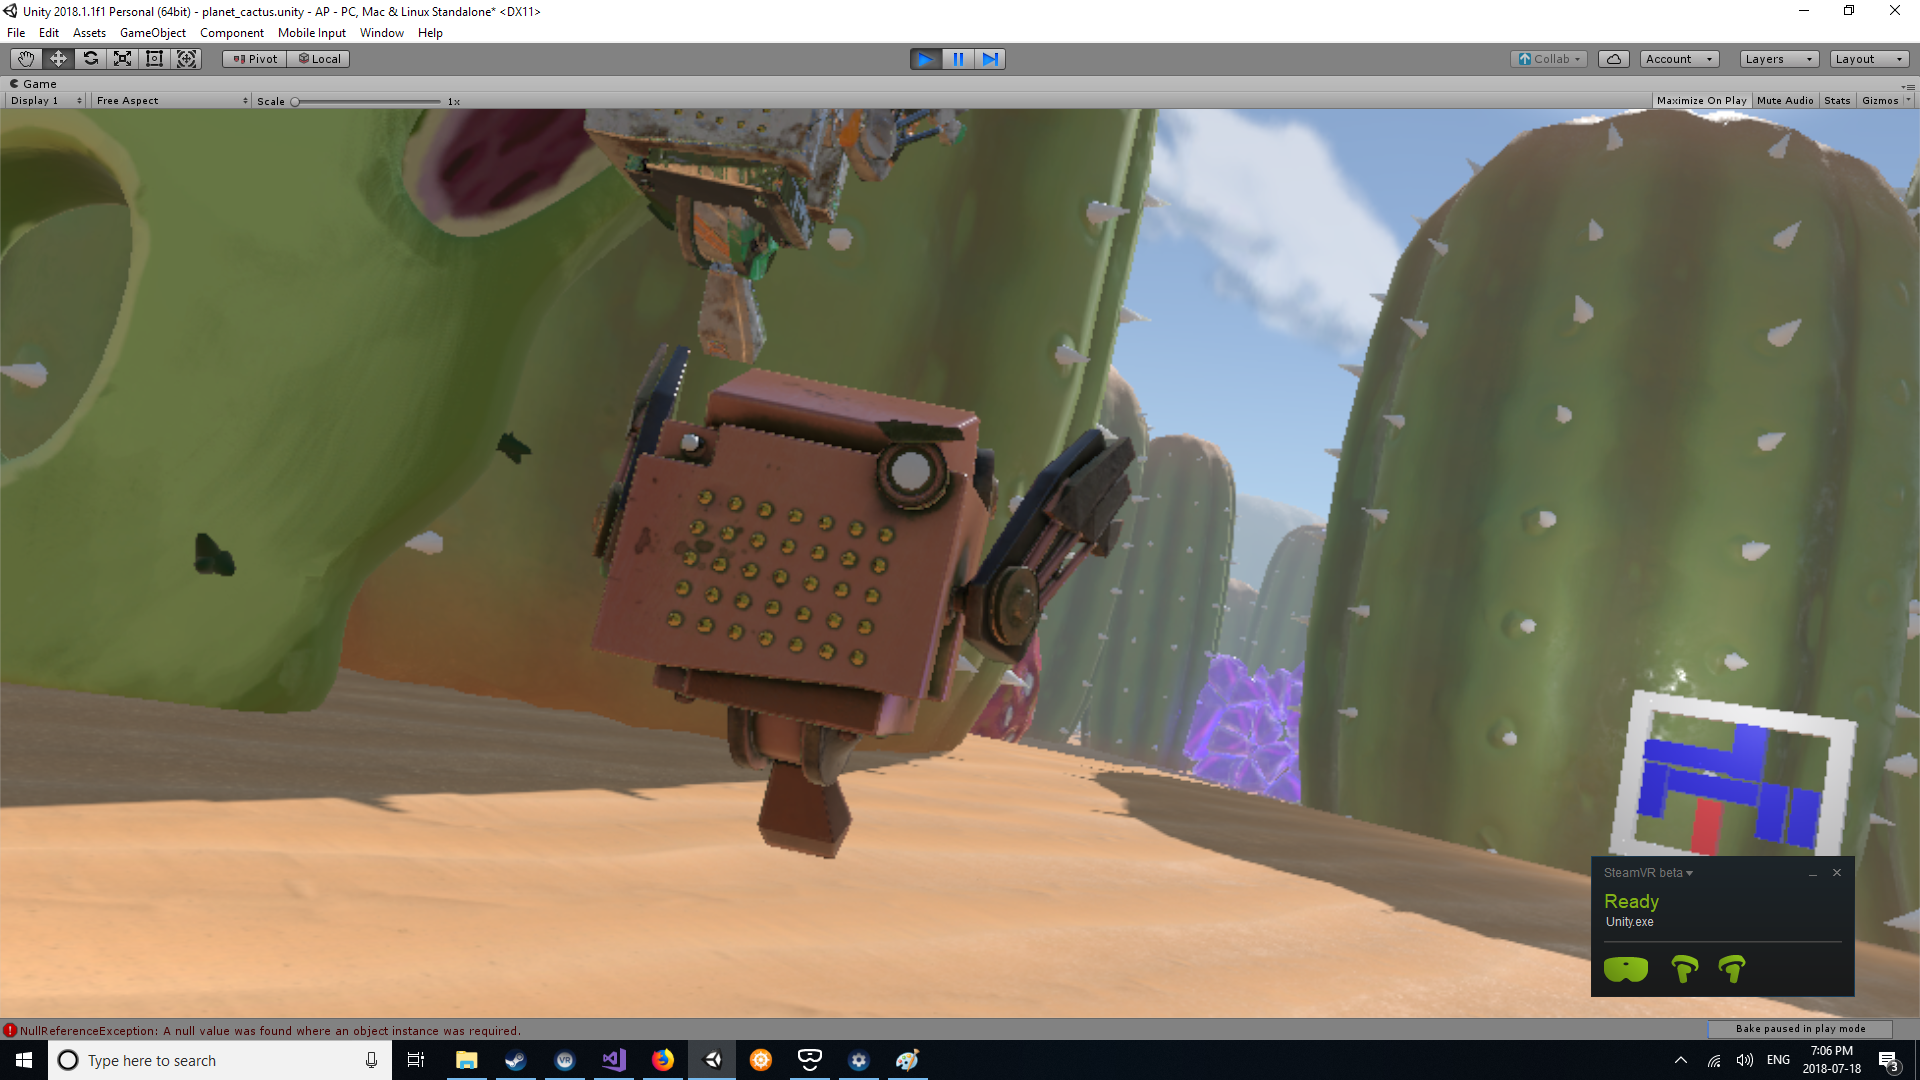 Unity 2018.1.1f1 Personal (64bit) - planet_cactus.unity - AP - PC, Mac & Linux Standalone* <DX11>
File Edit Assets GameObject Component Mobile Input Window Help
Pivot Local Collab Account Layers Layout
Game
Display 1 Free Aspect Scale 1x Maximize On Play Mute Audio Stats Gizmos
SteamVR beta
Ready
Unity.exe
NullReferenceException: A null value was found where an object instance was required.
Bake paused in play mode
Type here to search
VR
ENG
7:06 PM
2018-07-18
3